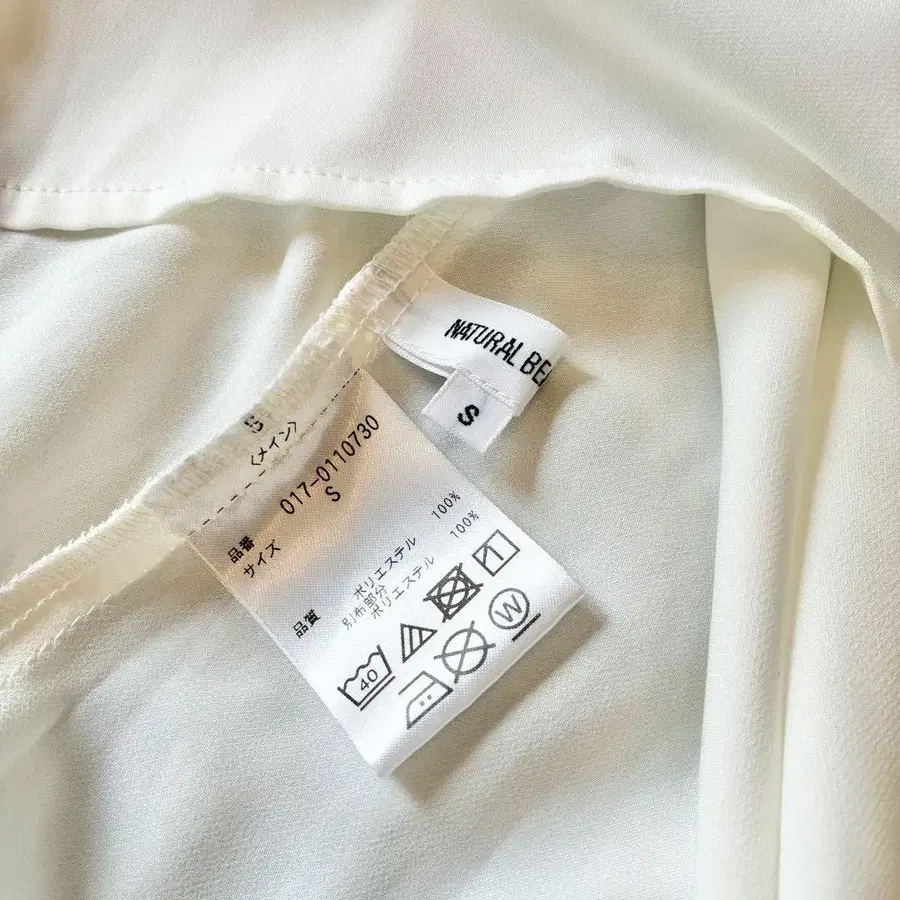 NATURAL BE
S
S
<メイン>
品番 017-0110730
サイズ S
品質 ポリエステル 100%
別布部分
ポリエステル 100%
40
W